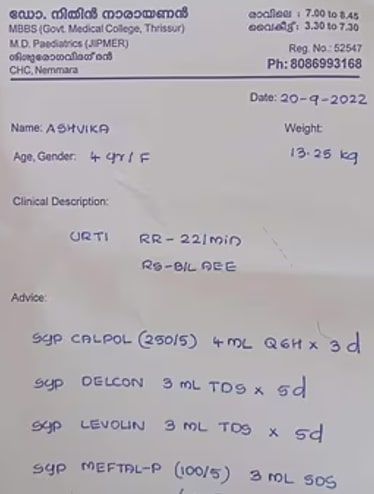 ഡോ. നിതിൻ നാരായണൻ
MBBS (Govt. Medical College, Thrissur)
M.D. Paediatrics (JIPMER)
ശിശുരോഗവിദഗ്ദൻ
CHC, Nemmara
രാവിലെ : 7.00 to 8.45
വൈകീട്ട്: 3.30 to 7.30
Reg. No.: 52547
Ph: 8086993168
Date: 20-9-2022
Name: ASHVIKA
Weight:
Age, Gender: 4 yr / F
13.25 kg
Clinical Description:
URTI RR - 22/min
RS - B/L AEE
Advice:
syp CALPOL (250/5) 4 mL Q6H x 3d
syp DELCON 3 mL TDS x 5d
syp LEVOLIN 3 mL TDS x 5d
syp MEFTAL-P (100/5) 3 mL SOS